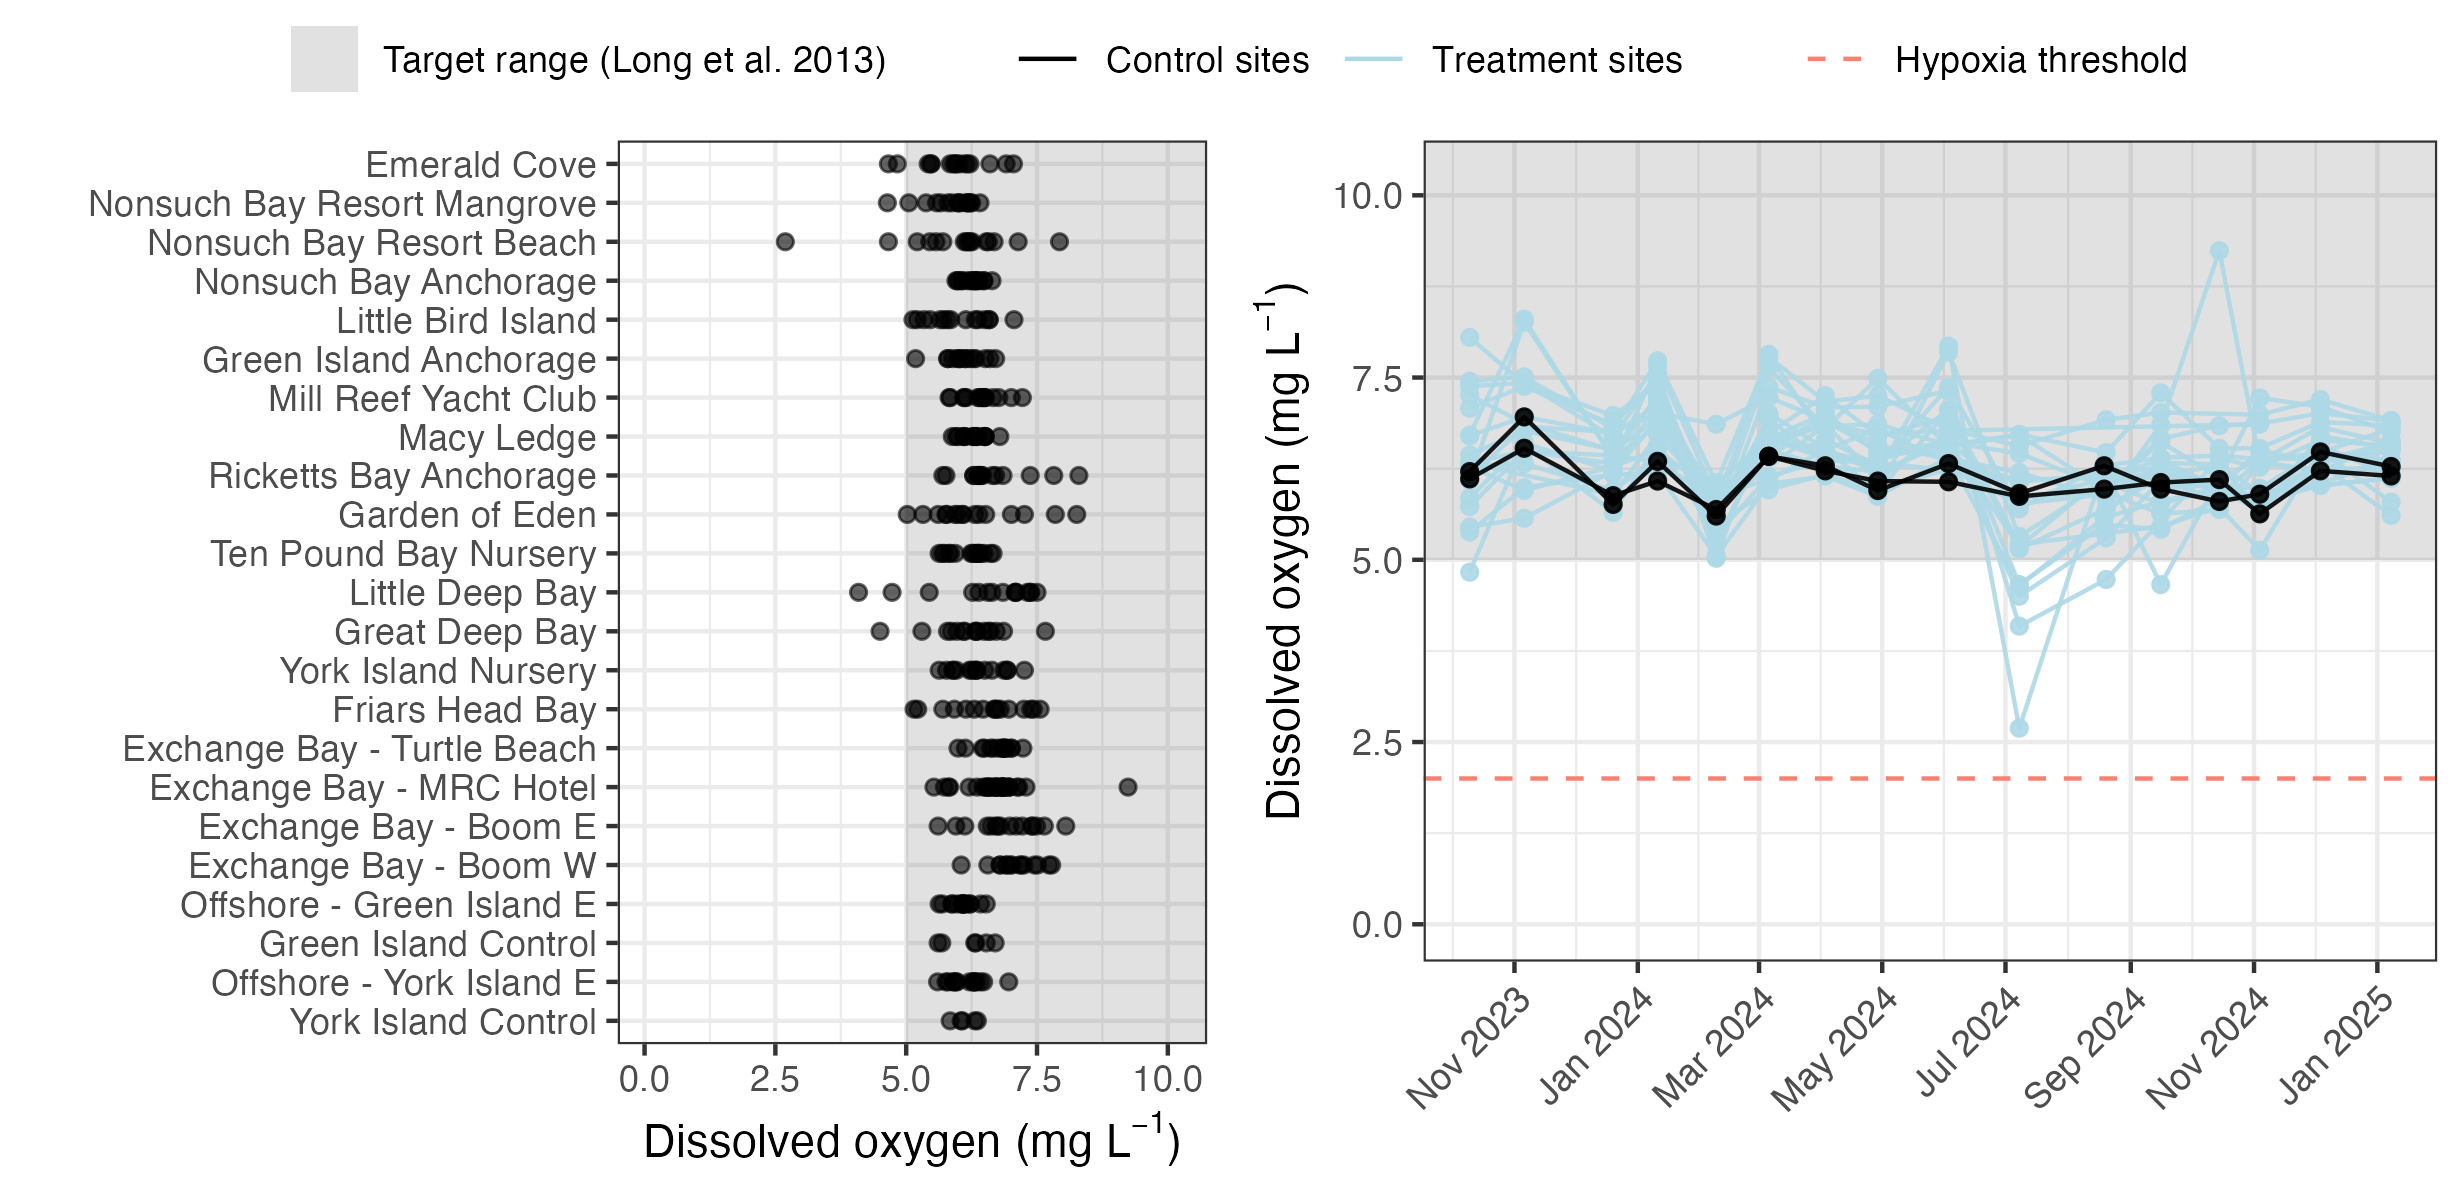 Target range (Long et al. 2013)
Control sites
Treatment sites
Hypoxia threshold
Emerald Cove
Nonsuch Bay Resort Mangrove
Nonsuch Bay Resort Beach
Nonsuch Bay Anchorage
Little Bird Island
Green Island Anchorage
Mill Reef Yacht Club
Macy Ledge
Ricketts Bay Anchorage
Garden of Eden
Ten Pound Bay Nursery
Little Deep Bay
Great Deep Bay
York Island Nursery
Friars Head Bay
Exchange Bay - Turtle Beach
Exchange Bay - MRC Hotel
Exchange Bay - Boom E
Exchange Bay - Boom W
Offshore - Green Island E
Green Island Control
Offshore - York Island E
York Island Control
0.0 2.5 5.0 7.5 10.0
Dissolved oxygen (mg L⁻¹)
Dissolved oxygen (mg L⁻¹)
10.0
7.5
5.0
2.5
0.0
Nov 2023
Jan 2024
Mar 2024
May 2024
Jul 2024
Sep 2024
Nov 2024
Jan 2025